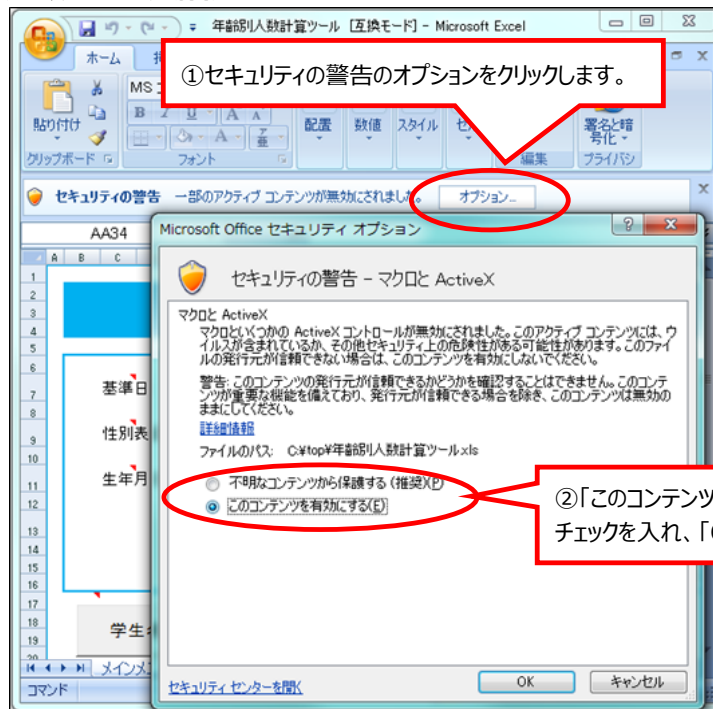 年齢別人数計算ツール [互換モード] - Microsoft Excel
ホーム
①セキュリティの警告のオプションをクリックします。
MS
貼り付け
B I U A A
配置 数値 スタイル セル
署名と暗号化
クリップボード フォント 編集 プライバシ
セキュリティの警告 一部のアクティブ コンテンツが無効にされました。 オプション...
AA34
Microsoft Office セキュリティ オプション
A B C
セキュリティの警告 - マクロと ActiveX
マクロと ActiveX
マクロといくつかの ActiveX コントロールが無効にされました。このアクティブ コンテンツには、ウ
イルスが含まれているか、その他セキュリティ上の危険性がある可能性があります。このファイ
ルの発行元が信頼できない場合は、このコンテンツを有効にしないでください。
警告: このコンテンツの発行元が信頼できるかどうかを確認することはできません。このコンテ
ンツが重要な機能を備えており、発行元が信頼できる場合を除き、このコンテンツは無効の
ままにしてください。
詳細情報
ファイルのパス: C:¥top¥年齢別人数計算ツール.xls
不明なコンテンツから保護する (推奨)(P)
このコンテンツを有効にする(E)
②「このコンテンツ
チェックを入れ、「
1
2
3
4
5
6
7
8
9
10
11
12
13
14
15
16
17
18
19
20
基準日
性別表
生年月
学生
メインメ
コマンド
セキュリティ センターを開く
OK
キャンセル